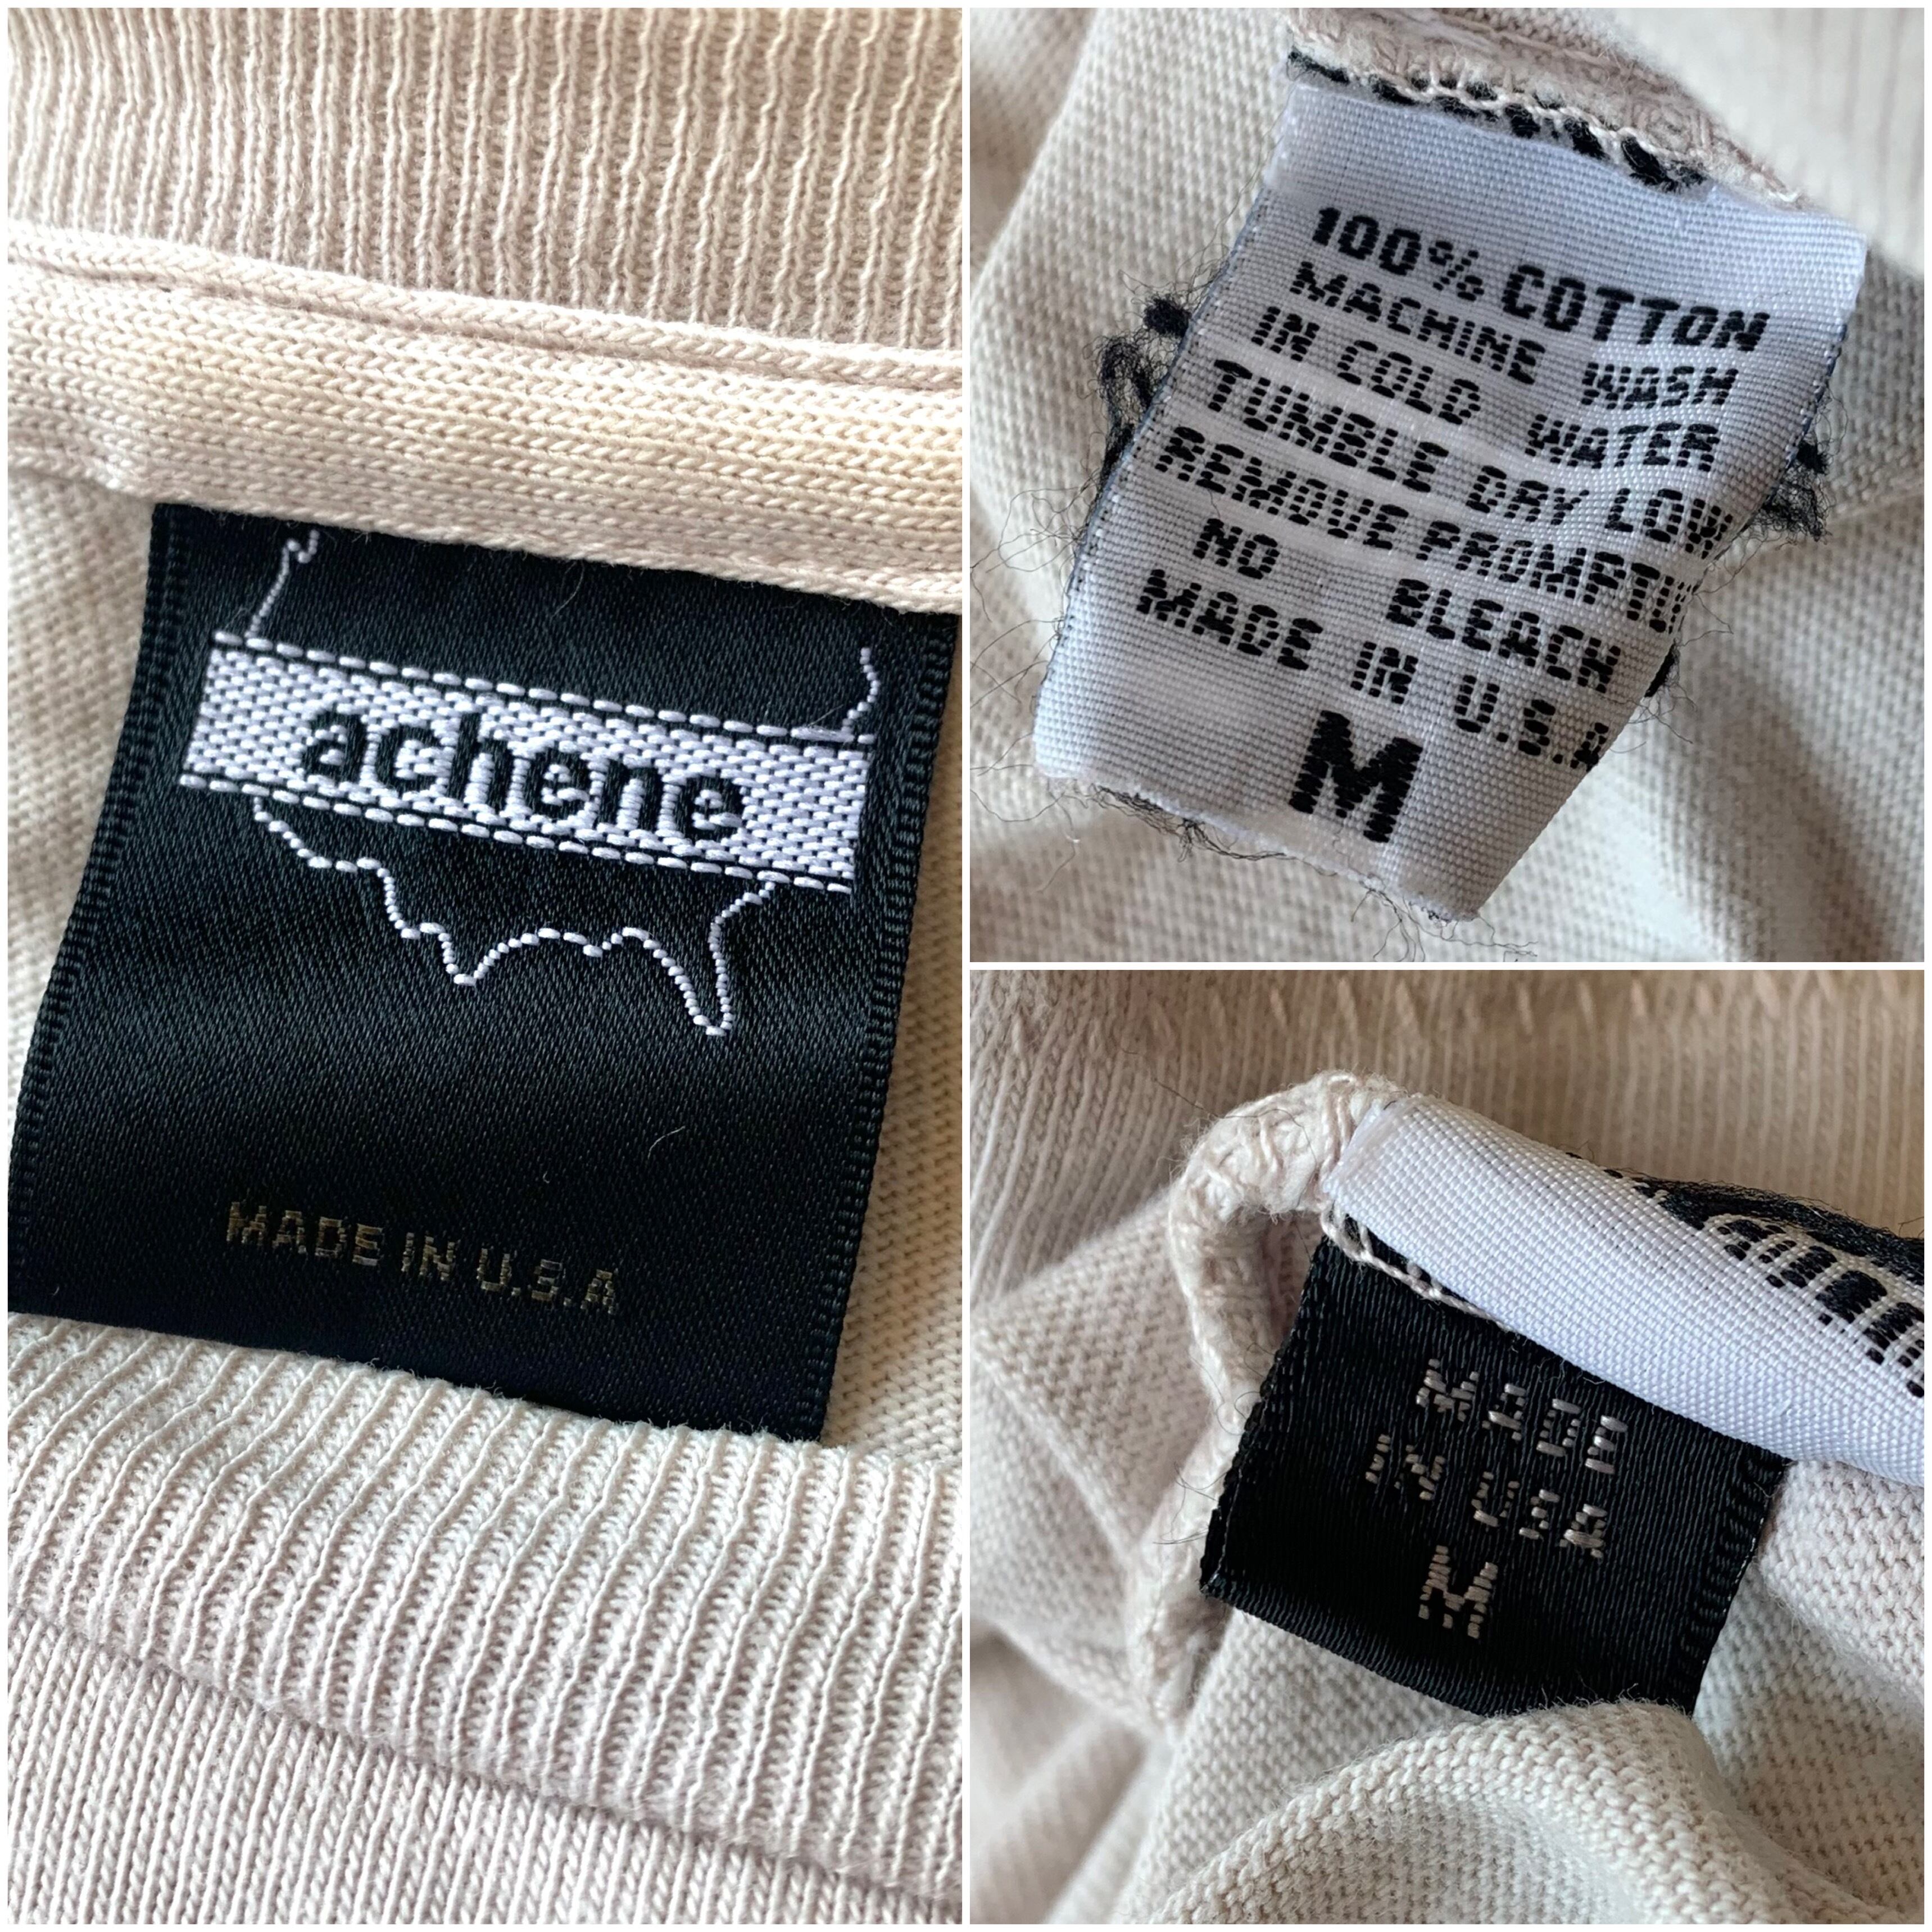 achene
MADE IN U.S.A
100% COTTON
MACHINE WASH
IN COLD WATER
TUMBLE DRY LOW
REMOVE PROMPTLY
NO BLEACH
MADE IN U.S.A
M
MADE
IN USA
M